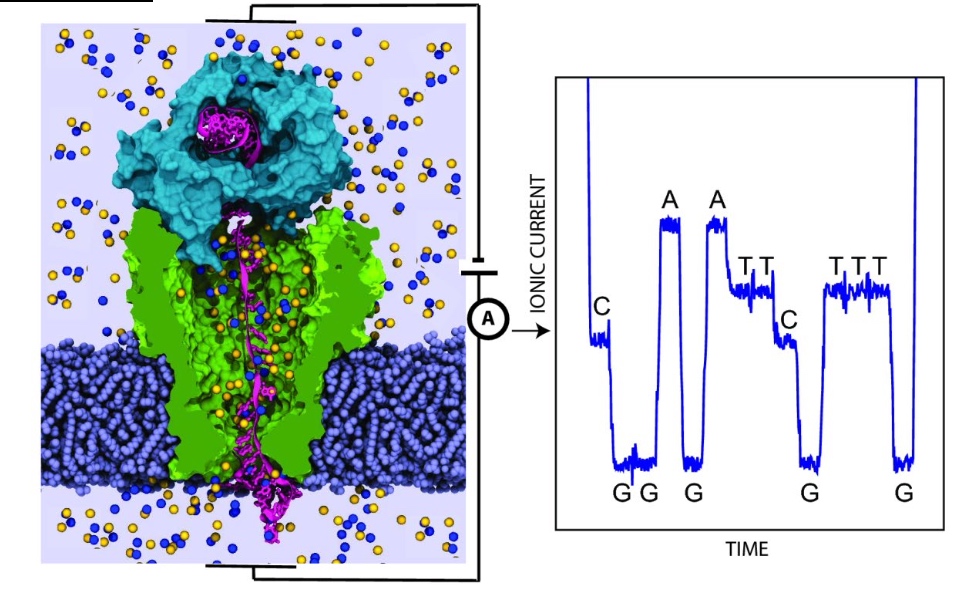 A
IONIC CURRENT
A A
T T T T T
C C
G G G G G
TIME